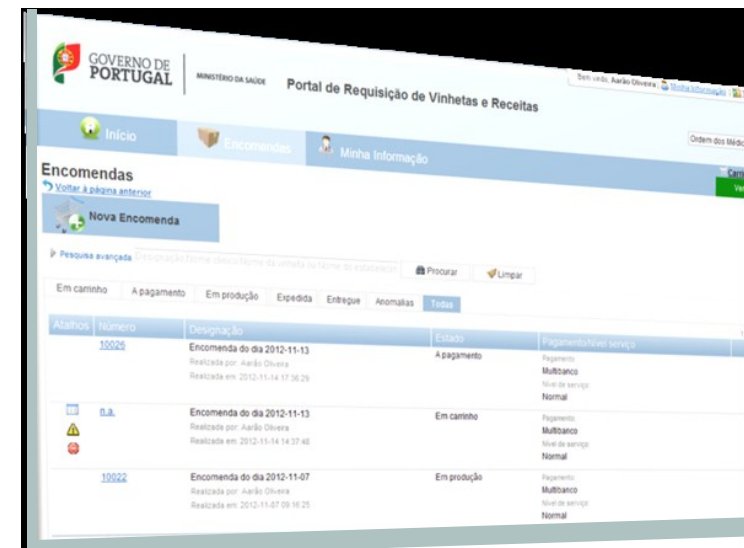 GOVERNO DE
PORTUGAL
MINISTÉRIO DA SAÚDE
Portal de Requisição de Vinhetas e Receitas
Bem vindo, Aarão Oliveira | Minha Informação |
Início
Encomendas
Minha Informação
Ordem dos Médic
Encomendas
Carri
Ver
Voltar à página anterior
Nova Encomenda
Pesquisa avançada
Procurar
Limpar
Em carrinho A pagamento Em produção Expedida Entregue Anomalias Todas
Atalhos Número Designação Estado Pagamento/Nível serviço
10026 Encomenda do dia 2012-11-13 A pagamento Pagamento:
Realizada por: Aarão Oliveira Multibanco
Realizada em: 2012-11-14 17:36:29 Nível de serviço:
Normal
n.a. Encomenda do dia 2012-11-13 Em carrinho Pagamento:
Realizada por: Aarão Oliveira Multibanco
Realizada em: 2012-11-14 14:37:48 Nível de serviço:
Normal
10022 Encomenda do dia 2012-11-07 Em produção Pagamento:
Realizada por: Aarão Oliveira Multibanco
Realizada em: 2012-11-07 09:16:25 Nível de serviço:
Normal